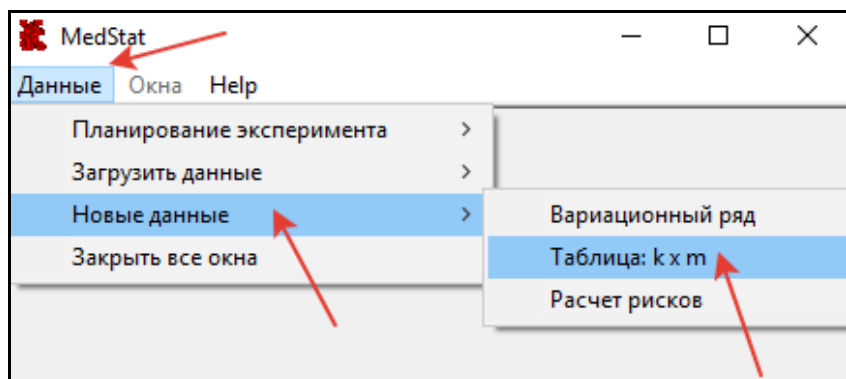 MedStat
Данные Окна Help
Планирование эксперимента
Загрузить данные
Новые данные
Закрыть все окна
Вариационный ряд
Таблица: k x m
Расчет рисков